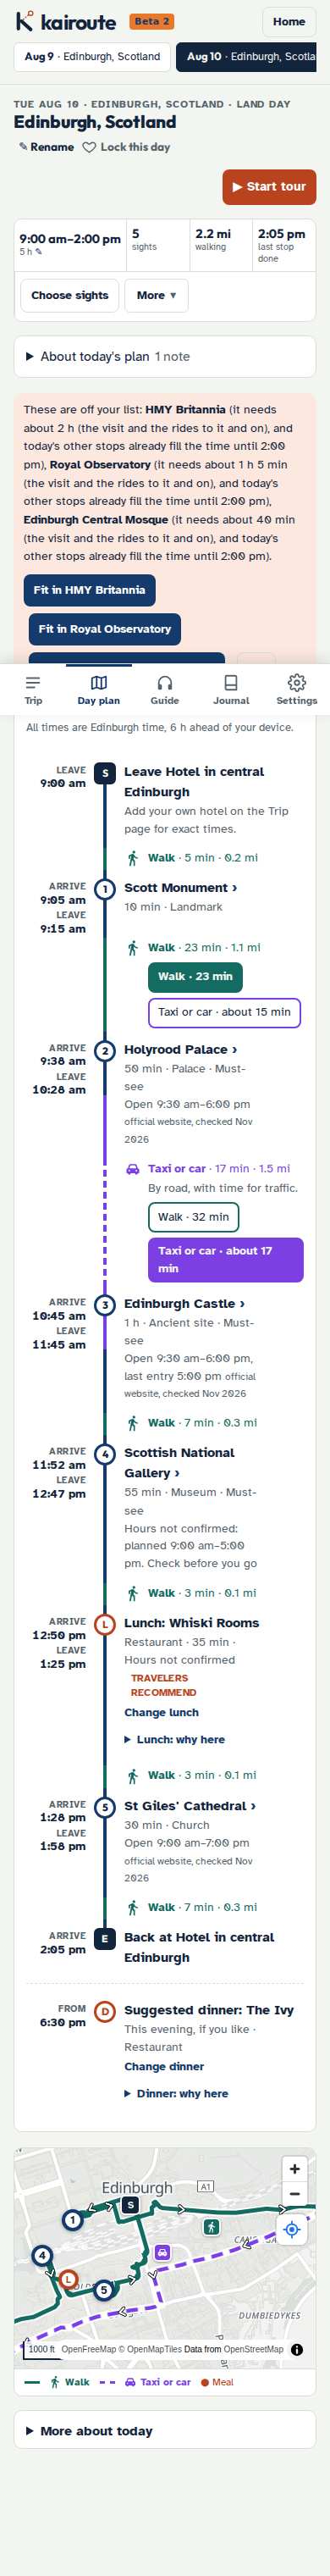 kairoute Beta 2 Home
Aug 9 · Edinburgh, Scotland Aug 10 · Edinburgh, Scotla
TUE AUG 10 · EDINBURGH, SCOTLAND · LAND DAY
Edinburgh, Scotland
✎ Rename Lock this day
▶ Start tour
9:00 am–2:00 pm
5 h ✎
5
sights
2.2 mi
walking
2:05 pm
last stop
done
Choose sights More ▾
▶ About today's plan 1 note
These are off your list: HMY Britannia (it needs
about 2 h (the visit and the rides to it and on), and
today's other stops already fill the time until 2:00
pm), Royal Observatory (it needs about 1 h 5 min
(the visit and the rides to it and on), and today's
other stops already fill the time until 2:00 pm),
Edinburgh Central Mosque (it needs about 40 min
(the visit and the rides to it and on), and today's
other stops already fill the time until 2:00 pm).
Fit in HMY Britannia
Fit in Royal Observatory
Trip Day plan Guide Journal Settings
All times are Edinburgh time, 6 h ahead of your device.
LEAVE
9:00 am
S
Leave Hotel in central
Edinburgh
Add your own hotel on the Trip
page for exact times.
Walk · 5 min · 0.2 mi
ARRIVE
9:05 am
LEAVE
9:15 am
1
Scott Monument ›
10 min · Landmark
Walk · 23 min · 1.1 mi
Walk · 23 min
Taxi or car · about 15 min
ARRIVE
9:38 am
LEAVE
10:28 am
2
Holyrood Palace ›
50 min · Palace · Must-
see
Open 9:30 am–6:00 pm
official website, checked Nov
2026
Taxi or car · 17 min · 1.5 mi
By road, with time for traffic.
Walk · 32 min
Taxi or car · about 17
min
ARRIVE
10:45 am
LEAVE
11:45 am
3
Edinburgh Castle ›
1 h · Ancient site · Must-
see
Open 9:30 am–6:00 pm,
last entry 5:00 pm official
website, checked Nov 2026
Walk · 7 min · 0.3 mi
ARRIVE
11:52 am
LEAVE
12:47 pm
4
Scottish National
Gallery ›
55 min · Museum · Must-
see
Hours not confirmed:
planned 9:00 am–5:00
pm. Check before you go
Walk · 3 min · 0.1 mi
ARRIVE
12:50 pm
LEAVE
1:25 pm
L
Lunch: Whiski Rooms
Restaurant · 35 min ·
Hours not confirmed
TRAVELERS
RECOMMEND
Change lunch
▶ Lunch: why here
Walk · 3 min · 0.1 mi
ARRIVE
1:28 pm
LEAVE
1:58 pm
5
St Giles' Cathedral ›
30 min · Church
Open 9:00 am–7:00 pm
official website, checked Nov
2026
Walk · 7 min · 0.3 mi
ARRIVE
2:05 pm
E
Back at Hotel in central
Edinburgh
FROM
6:30 pm
D
Suggested dinner: The Ivy
This evening, if you like ·
Restaurant
Change dinner
▶ Dinner: why here
Edinburgh
A1
+
−
S
1
4
L
5
DUMBIEDYKES
1000 ft OpenFreeMap © OpenMapTiles Data from OpenStreetMap
Walk Taxi or car Meal
▶ More about today